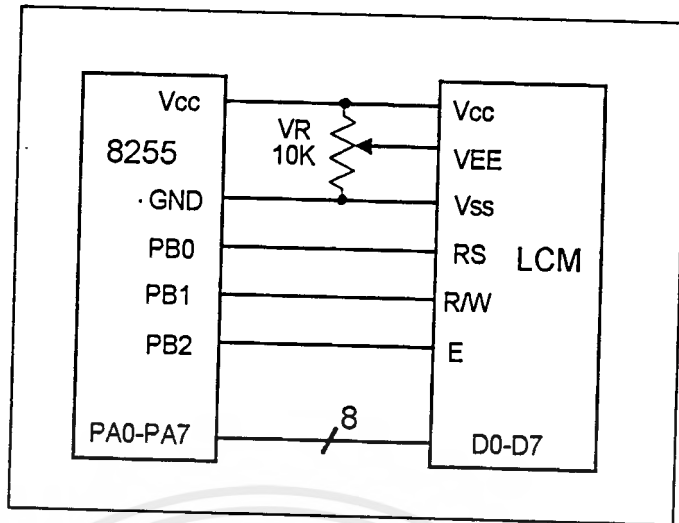 Vcc
8255
GND
PB0
PB1
PB2
PA0-PA7
VR
10K
8
Vcc
VEE
Vss
RS
LCM
R/W
E
D0-D7